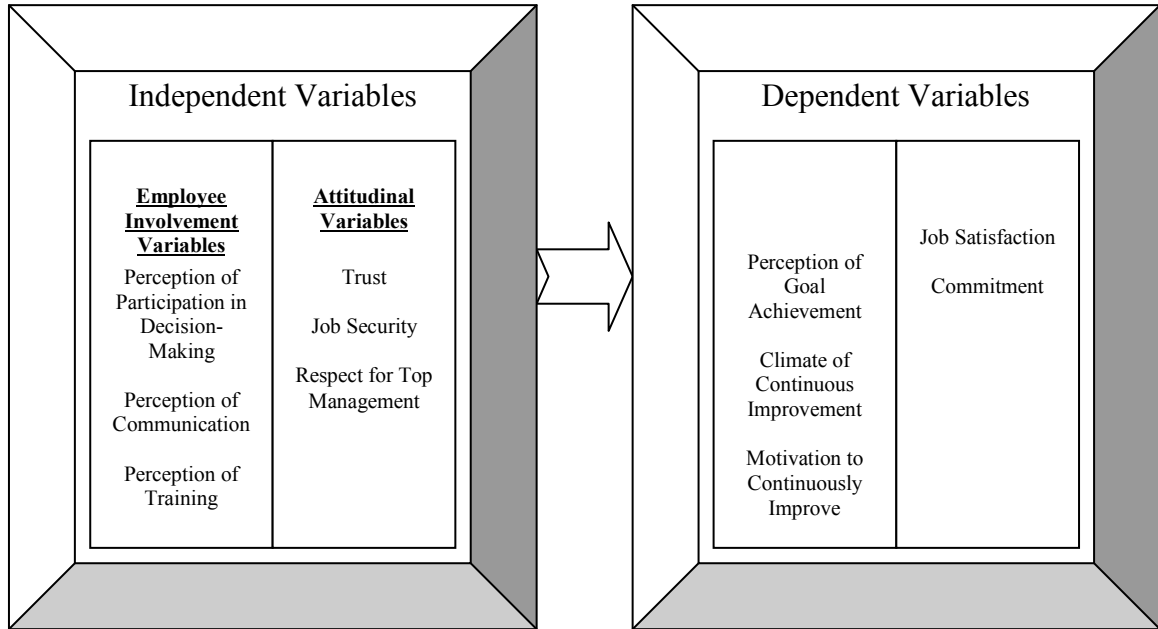 Independent Variables
Employee
Involvement
Variables
Perception of
Participation in
Decision-
Making
Perception of
Communication
Perception of
Training
Attitudinal
Variables
Trust
Job Security
Respect for Top
Management
Dependent Variables
Perception of
Goal
Achievement
Climate of
Continuous
Improvement
Motivation to
Continuously
Improve
Job Satisfaction
Commitment